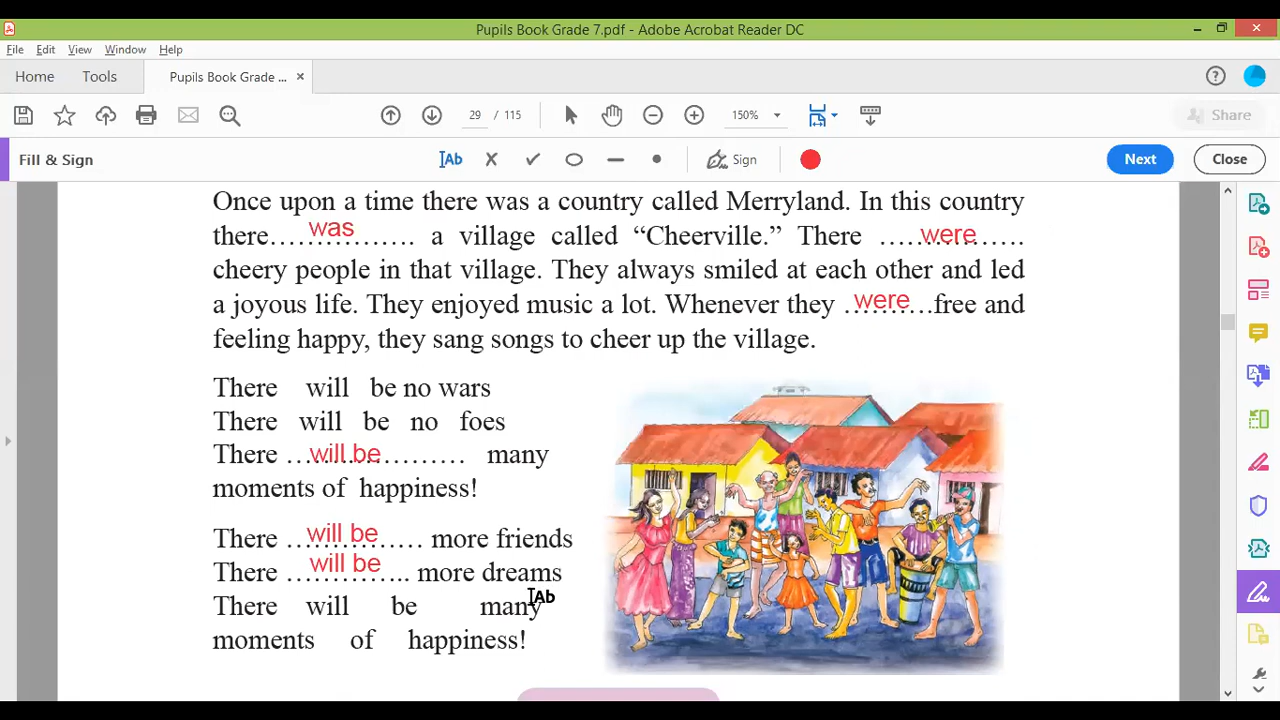 Pupils Book Grade 7.pdf - Adobe Acrobat Reader DC
File Edit View Window Help
Home Tools Pupils Book Grade ... ×
29 / 115 150% Share
Fill & Sign Ab Sign Next Close
Once upon a time there was a country called Merryland. In this country
there................. was a village called “Cheerville.” There ................. were
cheery people in that village. They always smiled at each other and led
a joyous life. They enjoyed music a lot. Whenever they ........... were free and
feeling happy, they sang songs to cheer up the village.
There will be no wars
There will be no foes
There ..................... will be many
moments of happiness!
There ................ will be more friends
There .............. will be more dreams
There will be many
Ab
moments of happiness!